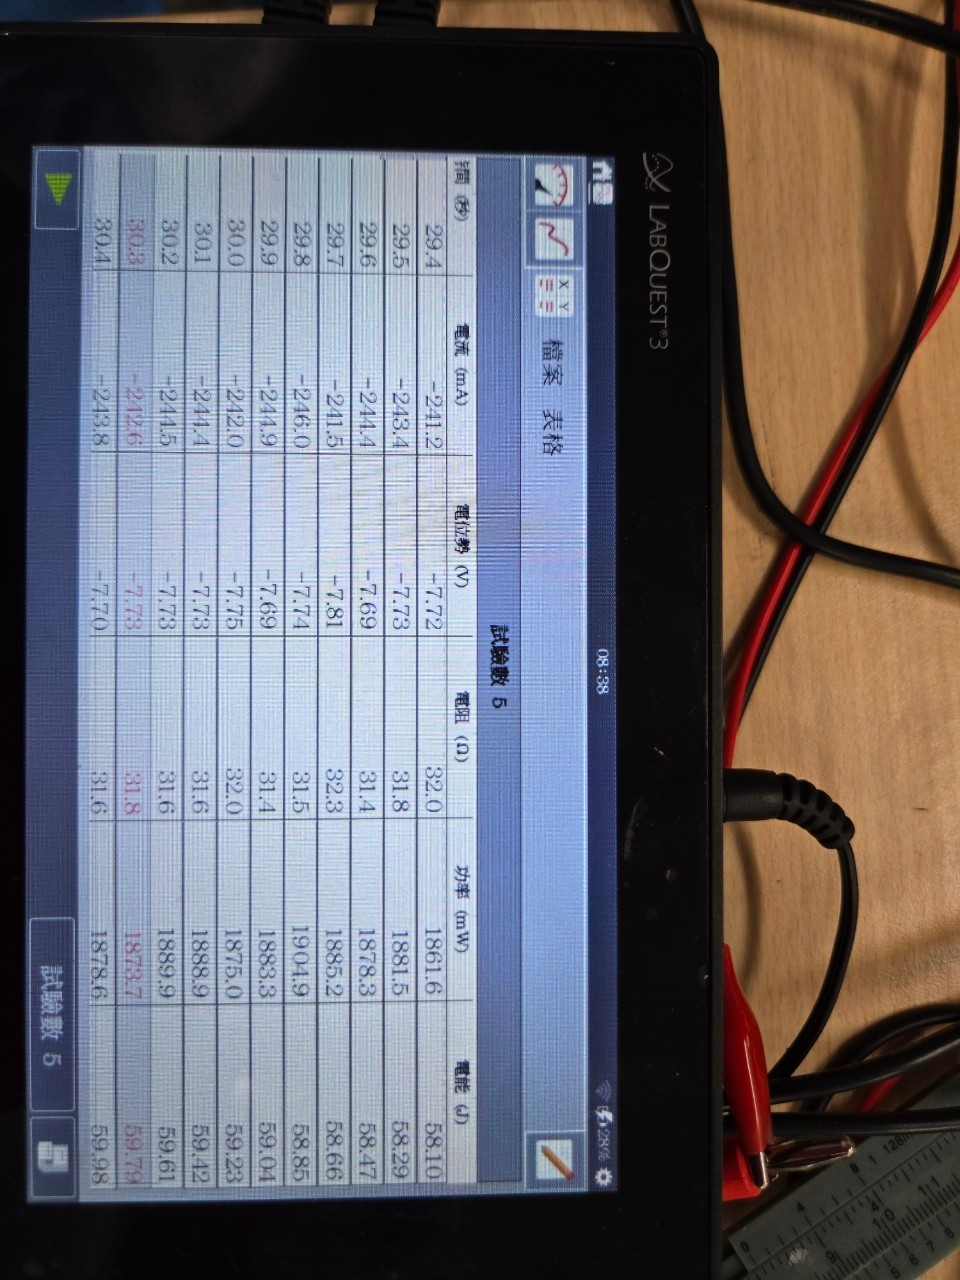 LABQUEST®3
08:38
28%
X Y
檔案 表格
試驗數 5
時間 (秒) 電流 (mA) 電位勢 (V) 電阻 (Ω) 功率 (mW) 電能 (J)
29.4 -241.2 -7.72 32.0 1861.6 58.10
29.5 -243.4 -7.73 31.8 1881.5 58.29
29.6 -244.4 -7.69 31.4 1878.3 58.47
29.7 -241.5 -7.81 32.3 1885.2 58.66
29.8 -246.0 -7.74 31.5 1904.9 58.85
29.9 -244.9 -7.69 31.4 1883.3 59.04
30.0 -242.0 -7.75 32.0 1875.0 59.23
30.1 -244.4 -7.73 31.6 1888.9 59.42
30.2 -244.5 -7.73 31.6 1889.9 59.61
30.3 -242.6 -7.73 31.8 1873.7 59.79
30.4 -243.8 -7.70 31.6 1878.6 59.98
試驗數 5